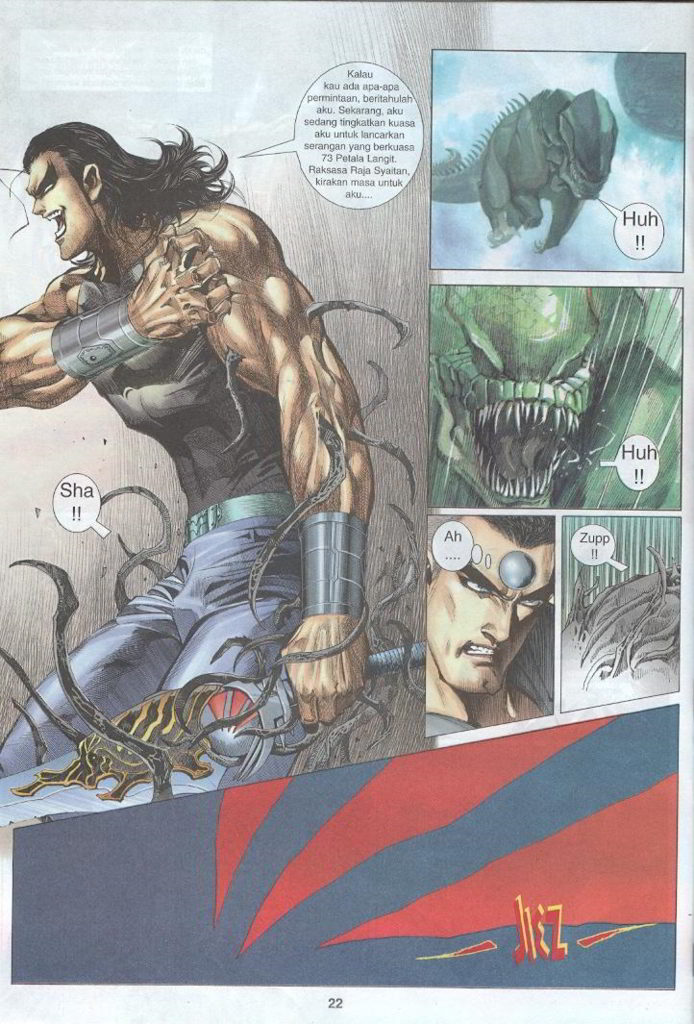 Kalau
kau ada apa-apa
permintaan, beritahulah
aku. Sekarang, aku
sedang tingkatkan kuasa
aku untuk lancarkan
serangan yang berkuasa
73 Petala Langit.
Raksasa Raja Syaitan,
kirakan masa untuk
aku....
Huh
!!
Huh
!!
Sha
!!
Ah
....
Zupp
!!
22